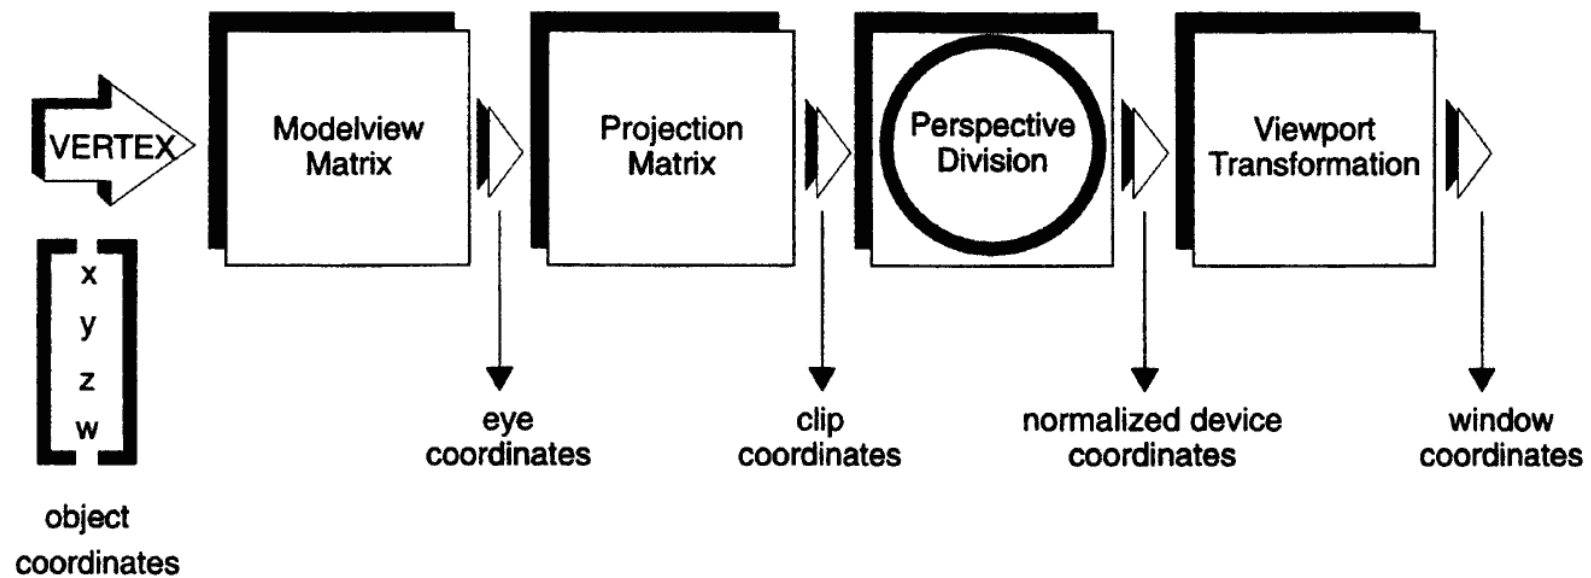 VERTEX
Modelview
Matrix
Projection
Matrix
Perspective
Division
Viewport
Transformation
x
y
z
w
object
coordinates
eye
coordinates
clip
coordinates
normalized device
coordinates
window
coordinates